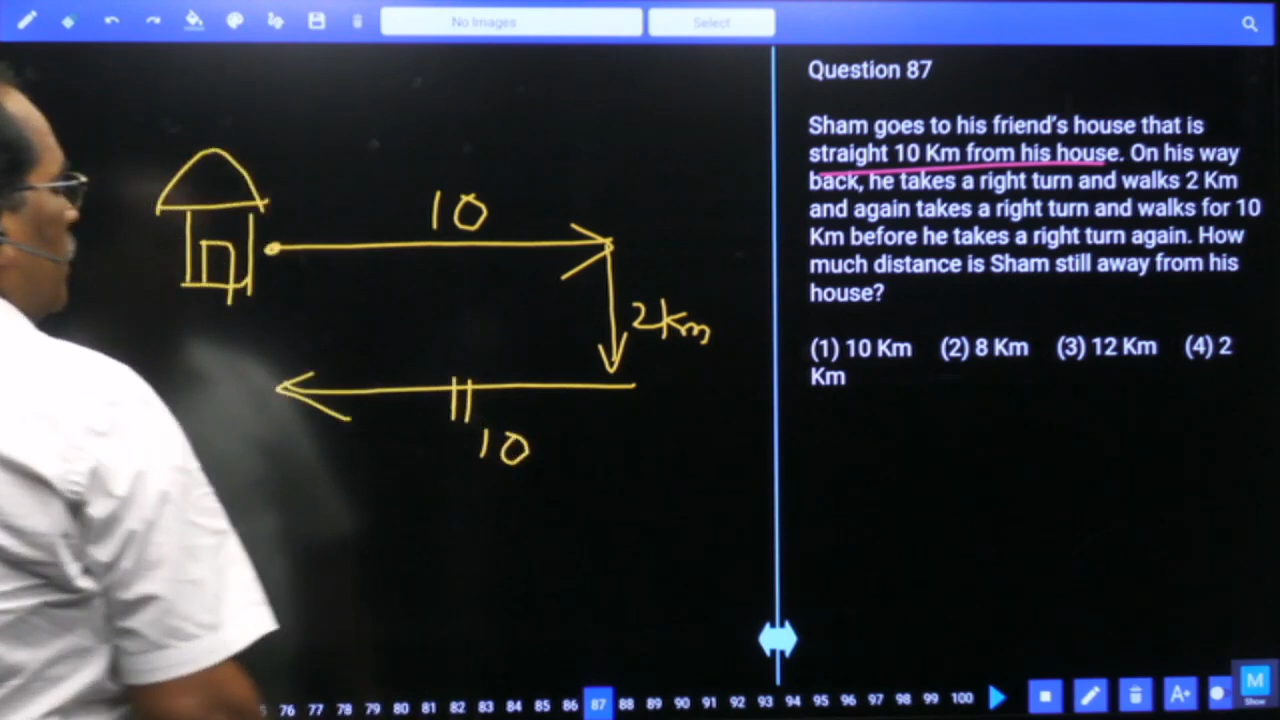 No Images
Select
Question 87
Sham goes to his friend's house that is
straight 10 Km from his house. On his way
back, he takes a right turn and walks 2 Km
and again takes a right turn and walks for 10
Km before he takes a right turn again. How
much distance is Sham still away from his
house?
(1) 10 Km (2) 8 Km (3) 12 Km (4) 2
Km
10
2Km
10
76 77 78 79 80 81 82 83 84 85 86 87 88 89 90 91 92 93 94 95 96 97 98 99 100
A+
M
Show